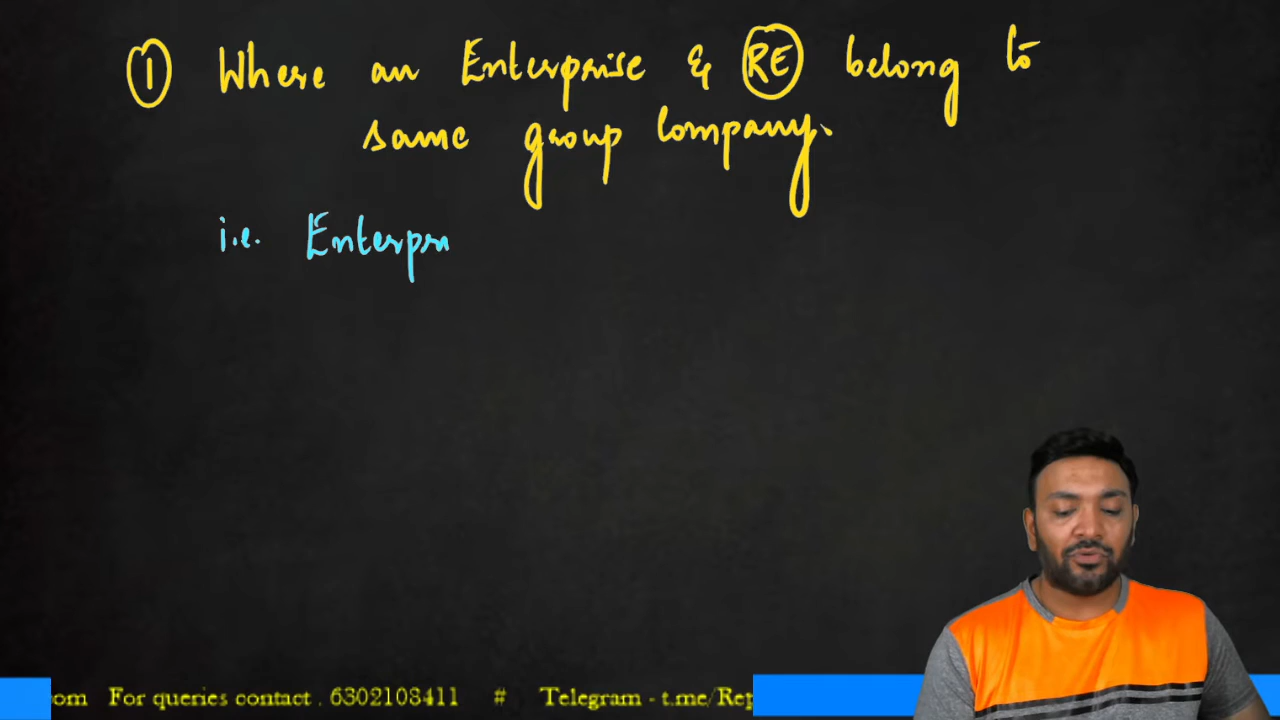 ① Where an Enterprise & RE belong to
same group Company.
i.e. Enterpri
om For queries contact . 6302108411 # Telegram - t.me/Rep